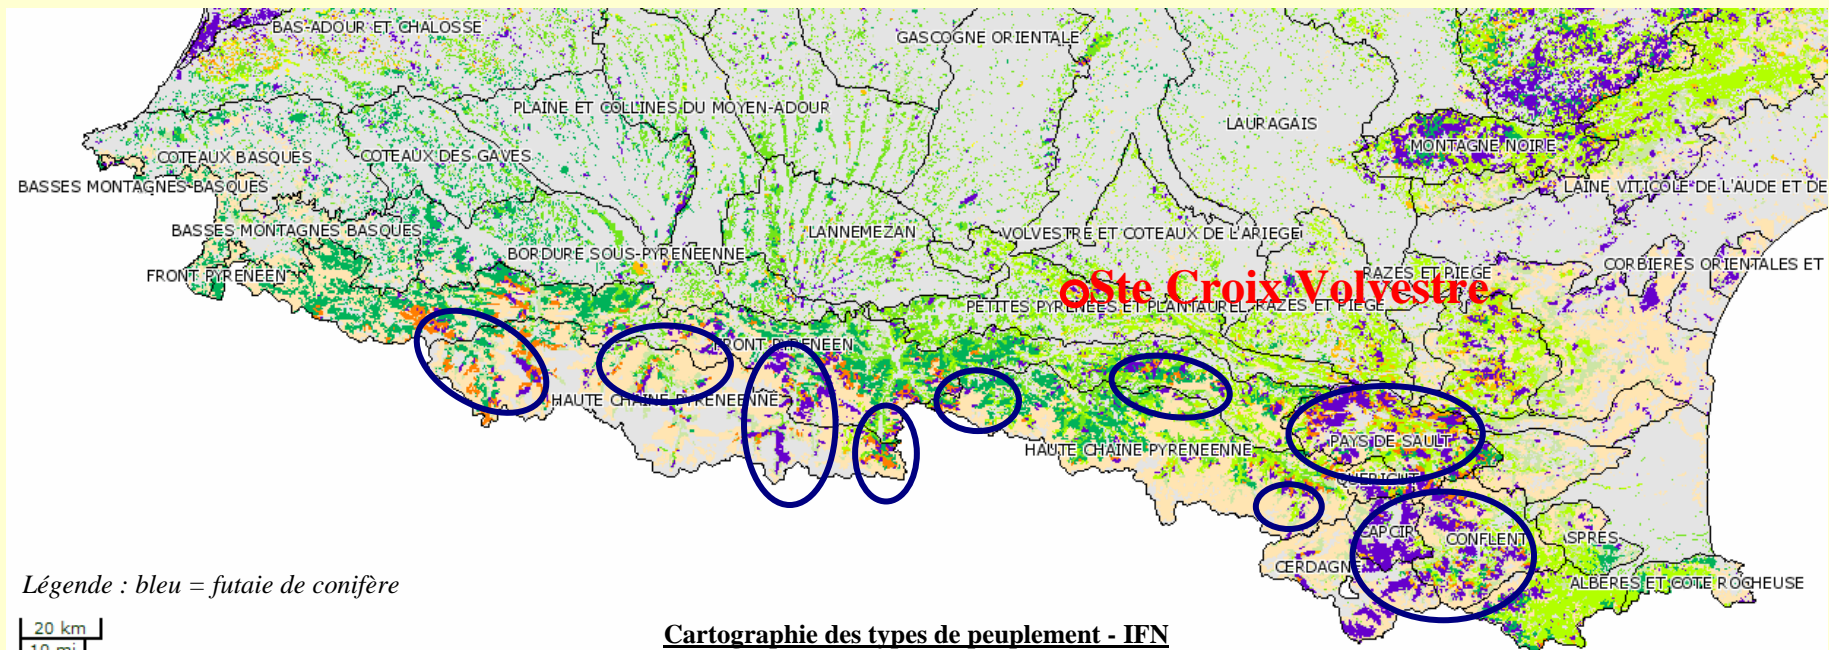 BAS-ADOUR ET CHALOSSE
GASCOGNE ORIENTALE
PLAINE ET COLLINES DU MOYEN-ADOUR
LAURAGAIS
MONTAGNE NOIRE
COTEAUX BASQUES
COTEAUX DES GAVES
BASSES MONTAGNES BASQUES
LAINE VITICOLE DE L'AUDE ET DE
BASSES MONTAGNES BASQUES
LANNEMEZAN
VOLVESTRE ET COTEAUX DE L'ARIEGE
BORDURE SOUS-PYRENEENNE
FRONT PYRENEEN
RAZES ET PIEGE
CORBIERES ORIENTALES ET
Ste Croix Volvestre
PETITES PYRENEES ET PLANTAUREL
RAZES ET PIEGE
FRONT PYRENEEN
HAUTE CHAINE PYRENEENNE
PAYS DE SAULT
HAUTE CHAINE PYRENEENNE
CAPCIR
CONFLENT
ASPRES
CERDAGNE
ALBERES ET COTE ROCHEUSE
Légende : bleu = futaie de conifère
20 km
10 mi
Cartographie des types de peuplement - IFN